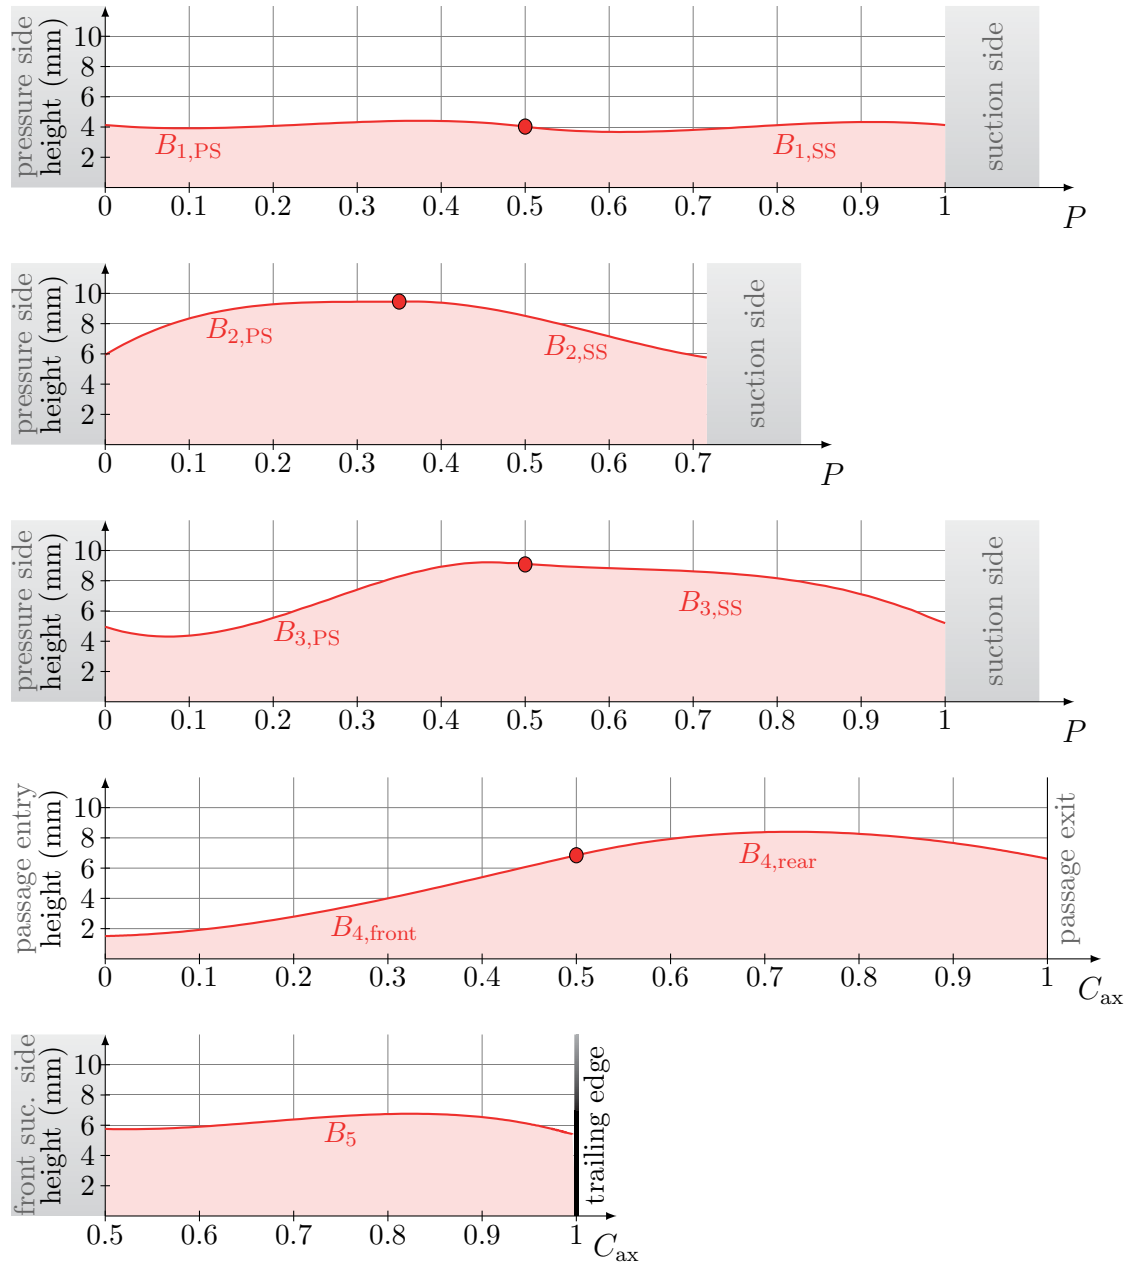 pressure side
height (mm)
10
8
6
4
2
B1,PS
B1,SS
suction side
0 0.1 0.2 0.3 0.4 0.5 0.6 0.7 0.8 0.9 1
P
pressure side
height (mm)
10
8
6
4
2
B2,PS
B2,SS
suction side
0 0.1 0.2 0.3 0.4 0.5 0.6 0.7
P
pressure side
height (mm)
10
8
6
4
2
B3,PS
B3,SS
suction side
0 0.1 0.2 0.3 0.4 0.5 0.6 0.7 0.8 0.9 1
P
passage entry
height (mm)
10
8
6
4
2
B4,front
B4,rear
passage exit
0 0.1 0.2 0.3 0.4 0.5 0.6 0.7 0.8 0.9 1
Cax
front suc. side
height (mm)
10
8
6
4
2
B5
trailing edge
0.5 0.6 0.7 0.8 0.9 1
Cax